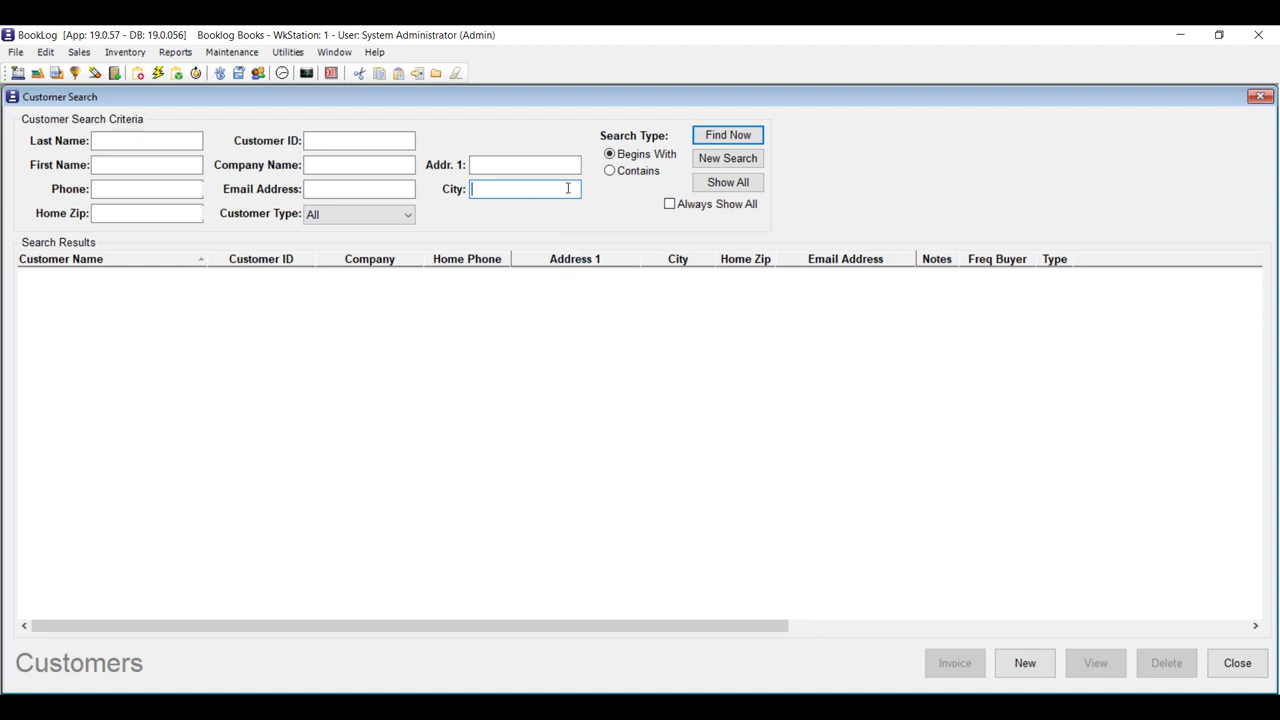 BookLog [App: 19.0.57 - DB: 19.0.056] Booklog Books - WkStation: 1 - User: System Administrator (Admin)
File Edit Sales Inventory Reports Maintenance Utilities Window Help
Customer Search
Customer Search Criteria
Last Name: Customer ID: Search Type: Find Now
First Name: Company Name: Addr. 1: Begins With New Search
Contains
Phone: Email Address: City: Show All
Home Zip: Customer Type: All Always Show All
Search Results
Customer Name Customer ID Company Home Phone Address 1 City Home Zip Email Address Notes Freq Buyer Type
Customers Invoice New View Delete Close